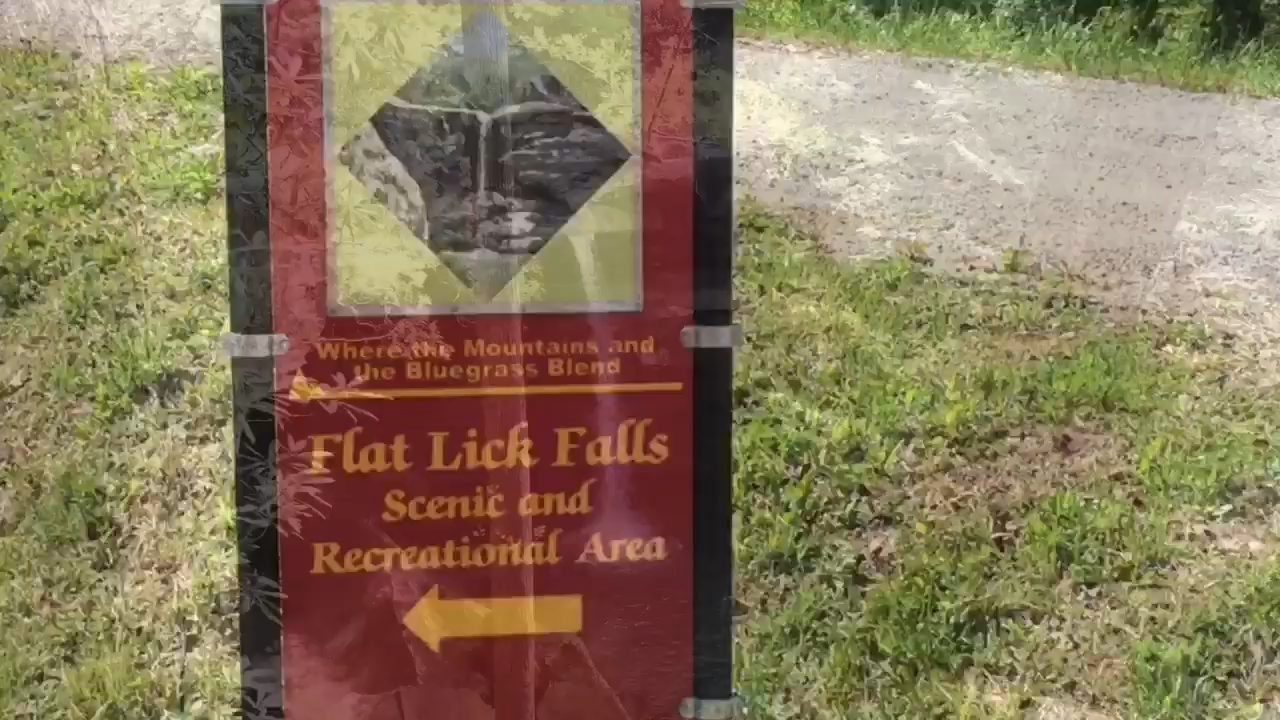 Where the Mountains and
the Bluegrass Blend
Flat Lick Falls
Scenic and
Recreational Area